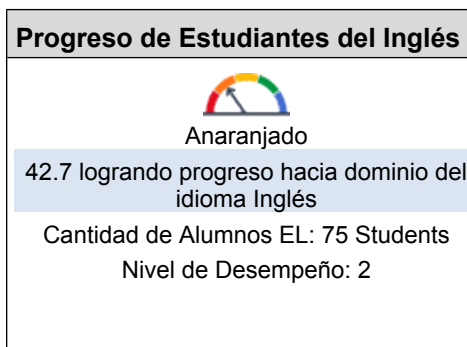 Progreso de Estudiantes del Inglés
Anaranjado
42.7 logrando progreso hacia dominio del
idioma Inglés
Cantidad de Alumnos EL: 75 Students
Nivel de Desempeño: 2